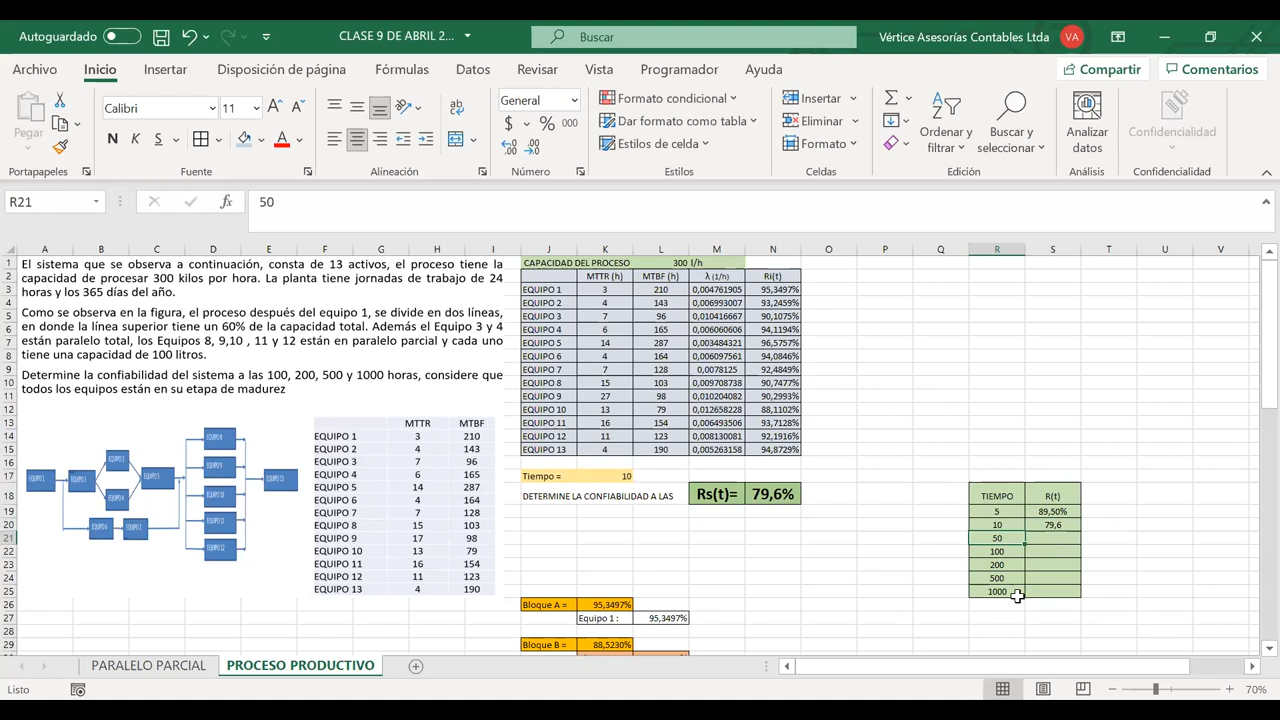 Autoguardado
CLASE 9 DE ABRIL 2...
Buscar
Vértice Asesorías Contables Ltda
VA
Archivo Inicio Insertar Disposición de página Fórmulas Datos Revisar Vista Programador Ayuda
Compartir
Comentarios
Pegar
Calibri 11
N K S
General
$ % 000
Formato condicional
Dar formato como tabla
Estilos de celda
Insertar
Eliminar
Formato
Ordenar y filtrar
Buscar y seleccionar
Analizar datos
Confidencialidad
Portapapeles Fuente Alineación Número Estilos Celdas Edición Análisis Confidencialidad
R21 fx 50
A B C D E F G H I J K L M N O P Q R S T U V
El sistema que se observa a continuación, consta de 13 activos, el proceso tiene la
capacidad de procesar 300 kilos por hora. La planta tiene jornadas de trabajo de 24
horas y los 365 días del año.
Como se observa en la figura, el proceso después del equipo 1, se divide en dos líneas,
en donde la línea superior tiene un 60% de la capacidad total. Además el Equipo 3 y 4
están paralelo total, los Equipos 8, 9,10 , 11 y 12 están en paralelo parcial y cada uno
tiene una capacidad de 100 litros.
Determine la confiabilidad del sistema a las 100, 200, 500 y 1000 horas, considere que
todos los equipos están en su etapa de madurez
MTTR MTBF
EQUIPO 1 3 210
EQUIPO 2 4 143
EQUIPO 3 7 96
EQUIPO 4 6 165
EQUIPO 5 14 287
EQUIPO 6 4 164
EQUIPO 7 7 128
EQUIPO 8 15 103
EQUIPO 9 17 98
EQUIPO 10 13 79
EQUIPO 11 16 154
EQUIPO 12 11 123
EQUIPO 13 4 190
CAPACIDAD DEL PROCESO 300 l/h
MTTR (h) MTBF (h) λ (1/h) Ri(t)
EQUIPO 1 3 210 0,004761905 95,3497%
EQUIPO 2 4 143 0,006993007 93,2459%
EQUIPO 3 7 96 0,010416667 90,1075%
EQUIPO 4 6 165 0,006060606 94,1194%
EQUIPO 5 14 287 0,003484321 96,5757%
EQUIPO 6 4 164 0,006097561 94,0846%
EQUIPO 7 7 128 0,0078125 92,4849%
EQUIPO 8 15 103 0,009708738 90,7477%
EQUIPO 9 27 98 0,010204082 90,2993%
EQUIPO 10 13 79 0,012658228 88,1102%
EQUIPO 11 16 154 0,006493506 93,7128%
EQUIPO 12 11 123 0,008130081 92,1916%
EQUIPO 13 4 190 0,005263158 94,8729%
Tiempo = 10
DETERMINE LA CONFIABILIDAD A LAS Rs(t)= 79,6%
TIEMPO R(t)
5 89,50%
10 79,6
50
100
200
500
1000
Bloque A = 95,3497%
Equipo 1 : 95,3497%
Bloque B = 88,5230%
PARALELO PARCIAL PROCESO PRODUCTIVO
Listo
70%